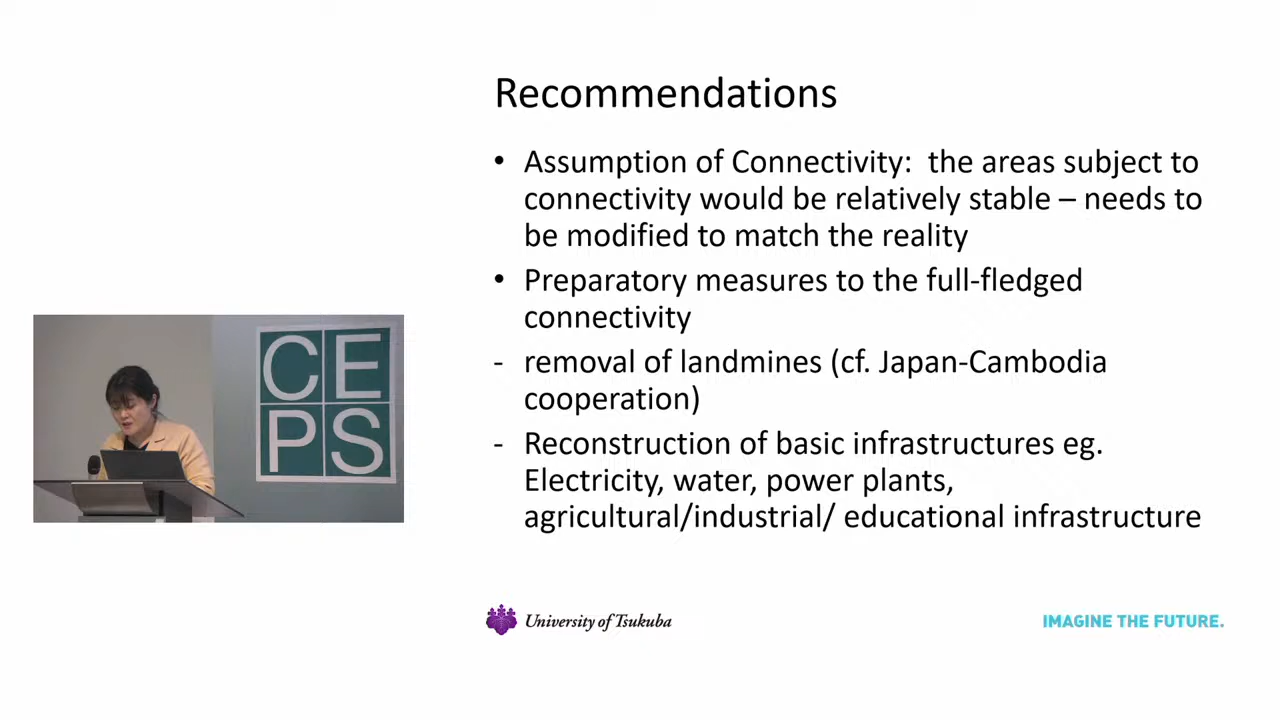 Recommendations
• Assumption of Connectivity: the areas subject to
connectivity would be relatively stable – needs to
be modified to match the reality
• Preparatory measures to the full-fledged
connectivity
- removal of landmines (cf. Japan-Cambodia
cooperation)
- Reconstruction of basic infrastructures eg.
Electricity, water, power plants,
agricultural/industrial/ educational infrastructure
CE
PS
University of Tsukuba
IMAGINE THE FUTURE.